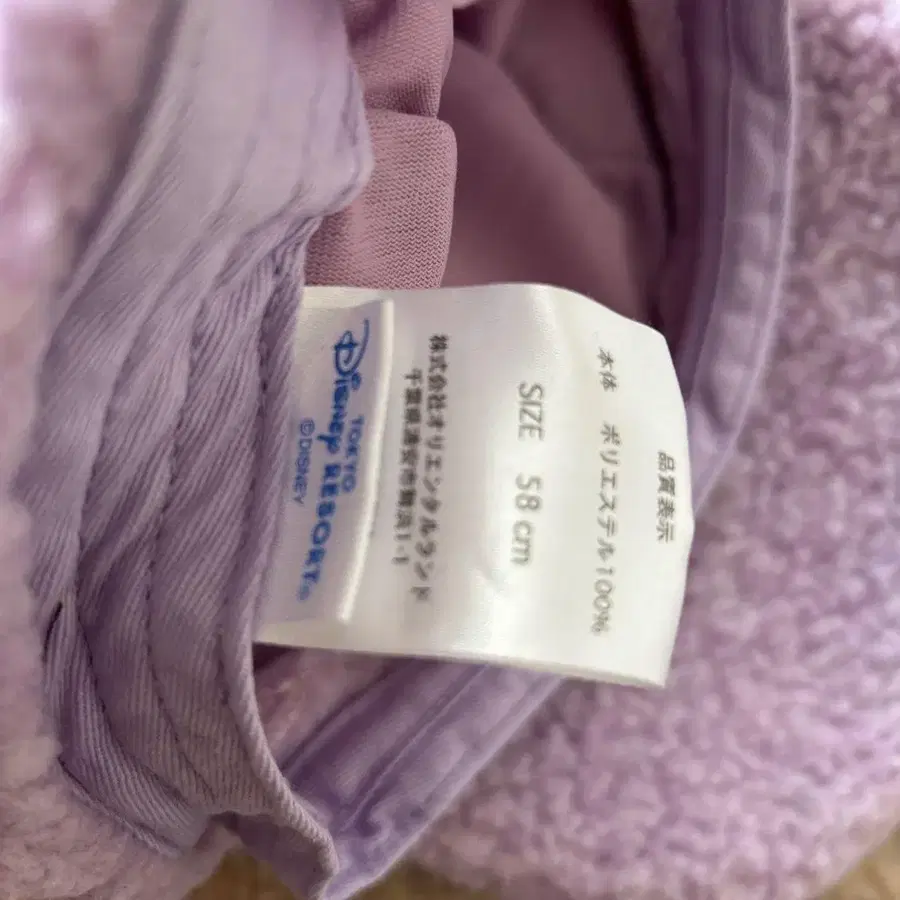 品質表示
本体 ポリエステル100%
SIZE 58cm
株式会社オリエンタルランド
千葉県浦安市舞浜1-1
TOKYO
Disney RESORT®
©DISNEY